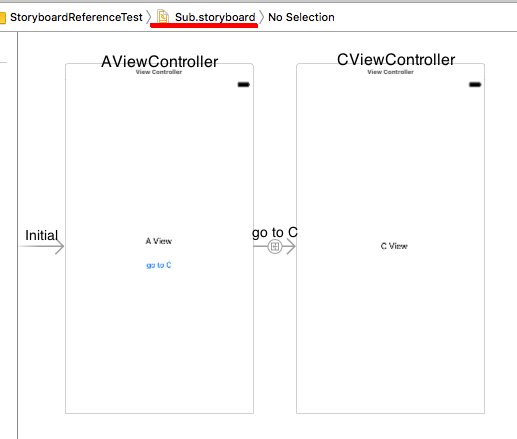 StoryboardReferenceTest Sub.storyboard No Selection
AViewController
View Controller
CViewController
View Controller
Initial
A View
go to C
go to C
C View